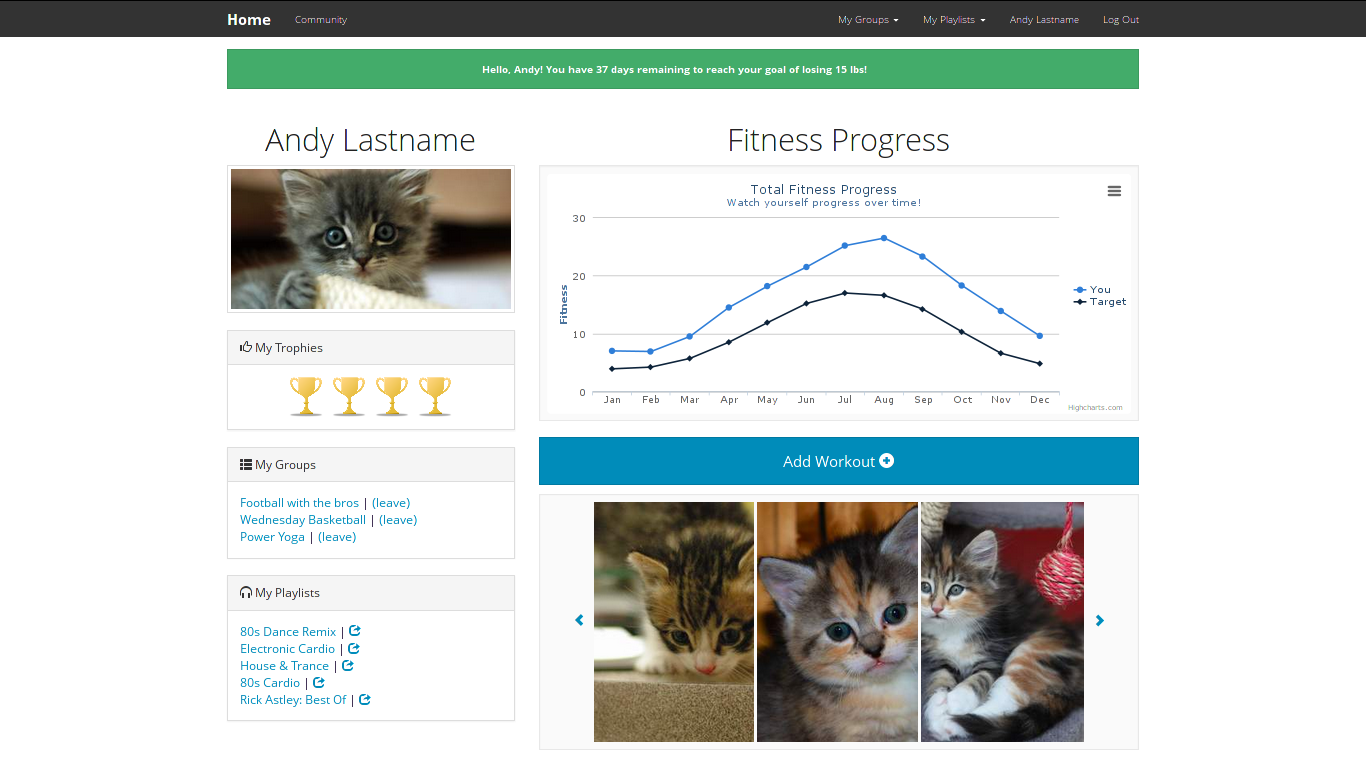 Home Community My Groups My Playlists Andy Lastname Log Out
Hello, Andy! You have 37 days remaining to reach your goal of losing 15 lbs!
Andy Lastname
My Trophies
My Groups
Football with the bros | (leave)
Wednesday Basketball | (leave)
Power Yoga | (leave)
My Playlists
80s Dance Remix |
Electronic Cardio |
House & Trance |
80s Cardio |
Rick Astley: Best Of |
Fitness Progress
Total Fitness Progress
Watch yourself progress over time!
Fitness
30
20
10
0
Jan Feb Mar Apr May Jun Jul Aug Sep Oct Nov Dec
You
Target
Highcharts.com
Add Workout